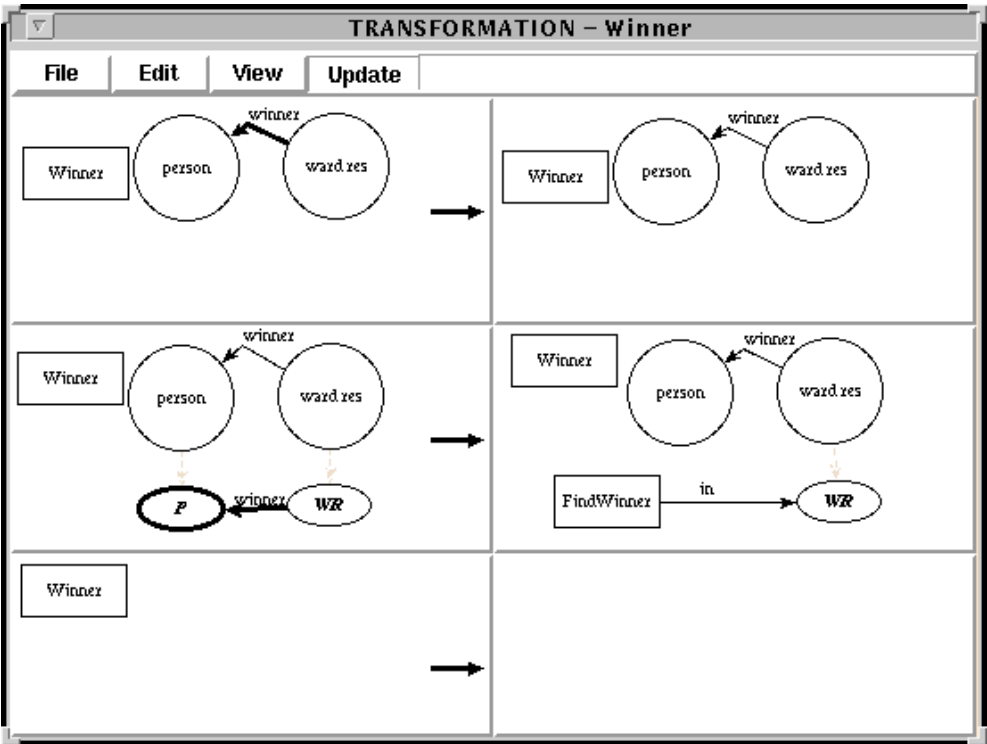 TRANSFORMATION – Winner
File Edit View Update
winner
Winner person ward res
winner
Winner person ward res
winner
Winner person ward res
P winner WR
winner
Winner person ward res
FindWinner in WR
Winner